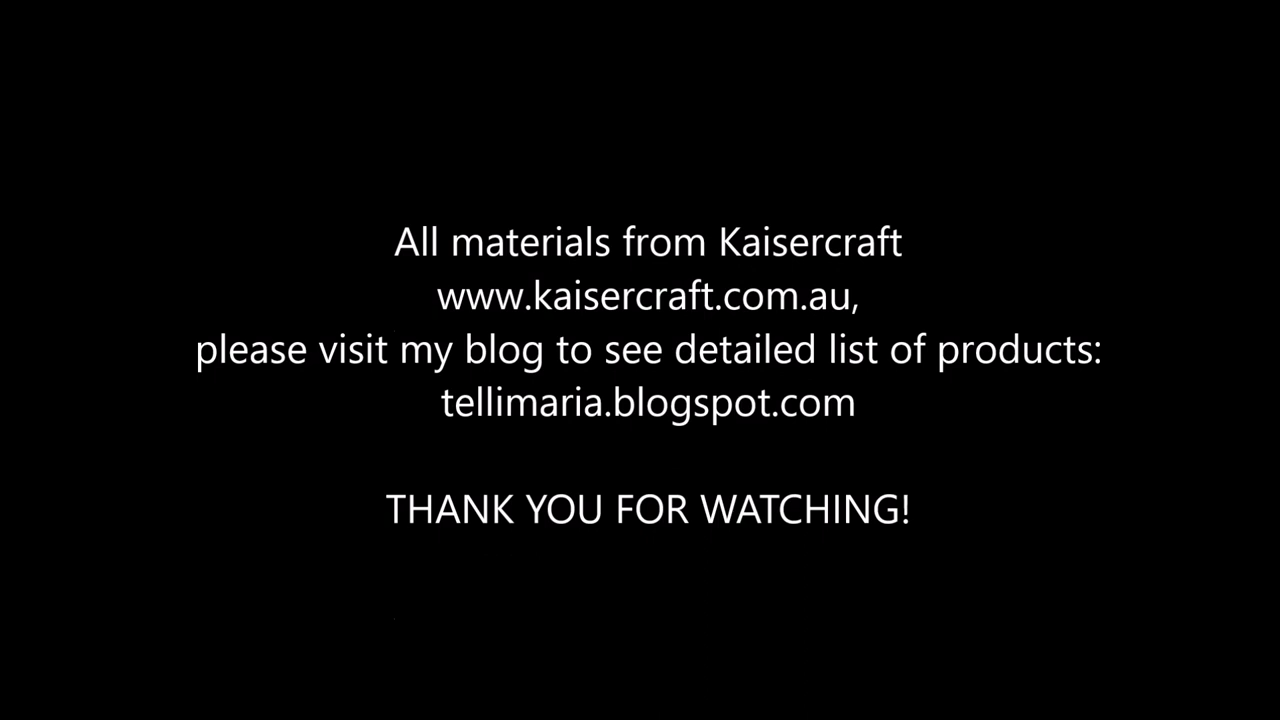 All materials from Kaisercraft
www.kaisercraft.com.au,
please visit my blog to see detailed list of products:
tellimaria.blogspot.com
THANK YOU FOR WATCHING!